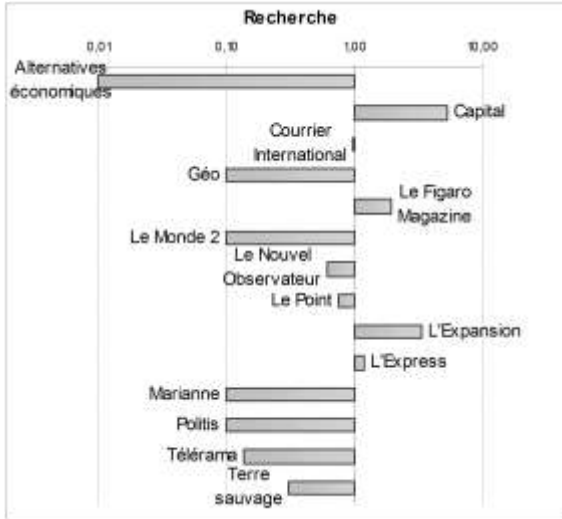 Recherche
0,01 0,10 1,00 10,00
Alternatives
économiques
Capital
Courrier
International
Géo
Le Figaro
Magazine
Le Monde 2
Le Nouvel
Observateur
Le Point
L'Expansion
L'Express
Marianne
Politis
Télérama
Terre
sauvage